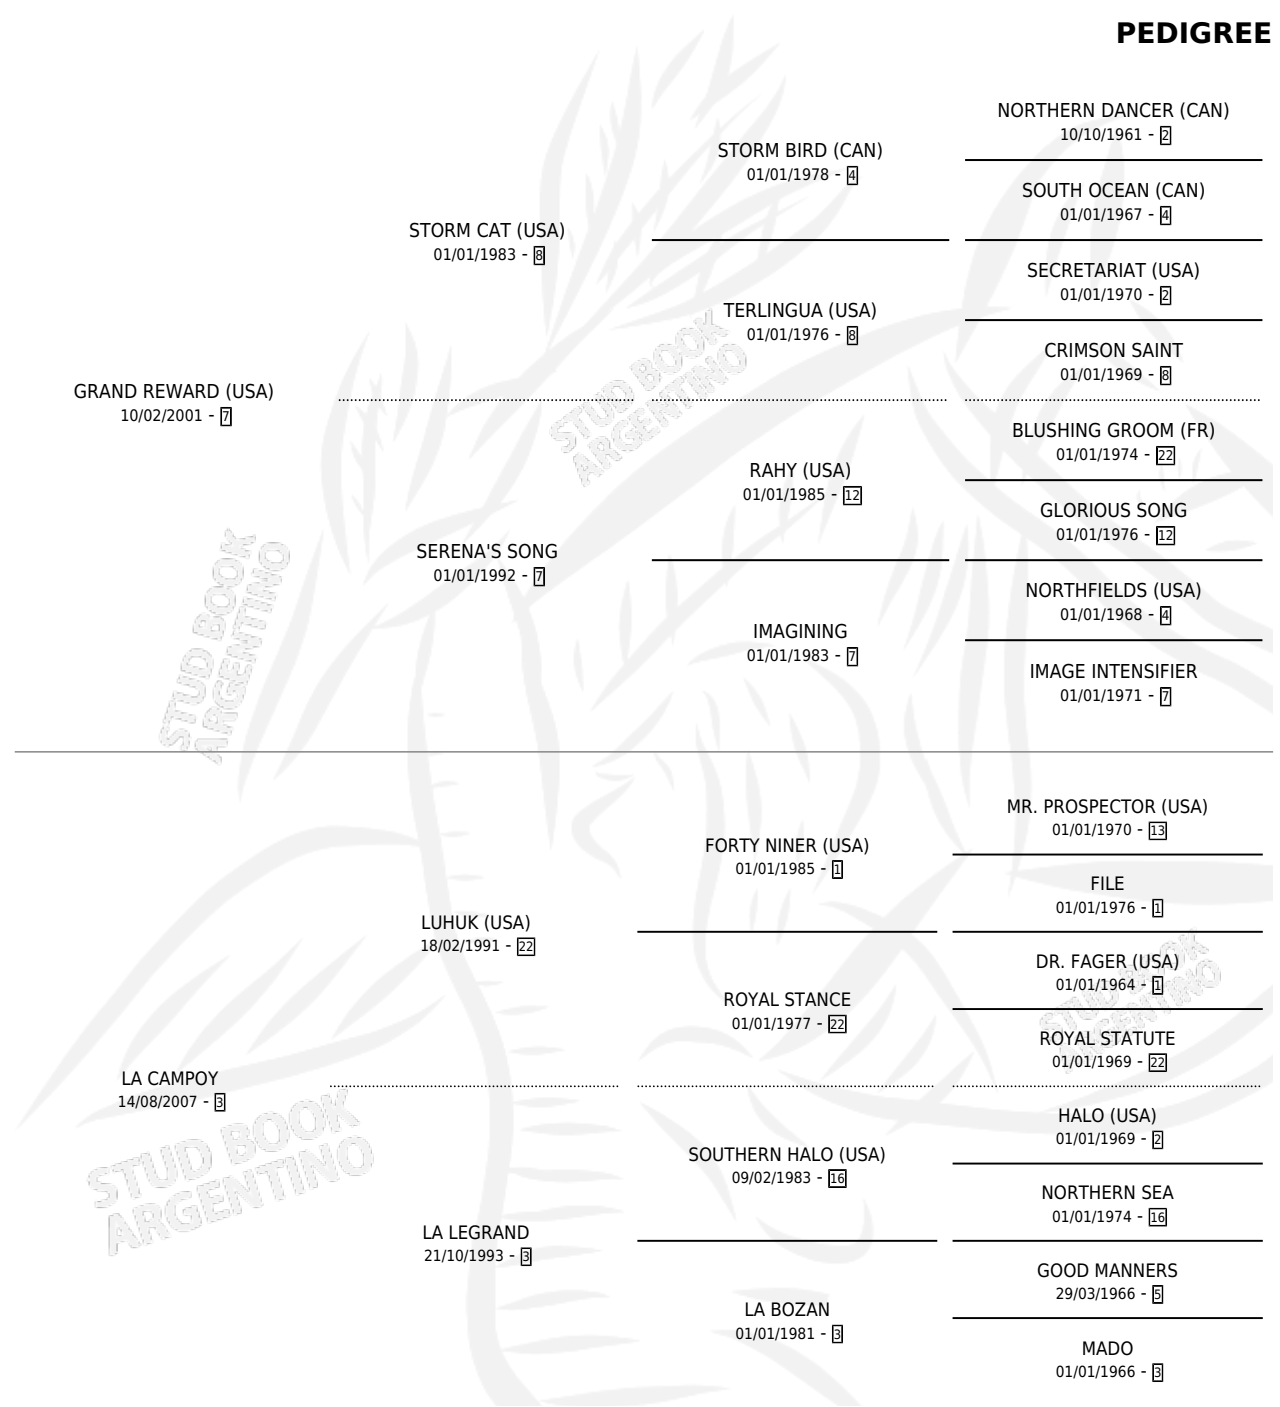 PEDIGREE
NORTHERN DANCER (CAN)
10/10/1961 - 2
STORM BIRD (CAN)
01/01/1978 - 4
SOUTH OCEAN (CAN)
01/01/1967 - 4
STORM CAT (USA)
01/01/1983 - 8
SECRETARIAT (USA)
01/01/1970 - 2
TERLINGUA (USA)
01/01/1976 - 8
CRIMSON SAINT
01/01/1969 - 8
GRAND REWARD (USA)
10/02/2001 - 7
STUD BOOK
ARGENTINO
BLUSHING GROOM (FR)
01/01/1974 - 22
RAHY (USA)
01/01/1985 - 12
GLORIOUS SONG
01/01/1976 - 12
SERENA'S SONG
01/01/1992 - 7
NORTHFIELDS (USA)
01/01/1968 - 4
IMAGINING
01/01/1983 - 7
IMAGE INTENSIFIER
01/01/1971 - 7
STUD BOOK
ARGENTINO
MR. PROSPECTOR (USA)
01/01/1970 - 13
FORTY NINER (USA)
01/01/1985 - 1
FILE
01/01/1976 - 1
LUHUK (USA)
18/02/1991 - 22
DR. FAGER (USA)
01/01/1964 - 1
ROYAL STANCE
01/01/1977 - 22
STUD BOOK
ARGENTINO
ROYAL STATUTE
01/01/1969 - 22
LA CAMPOY
14/08/2007 - 3
HALO (USA)
01/01/1969 - 2
SOUTHERN HALO (USA)
09/02/1983 - 16
STUD BOOK
ARGENTINO
NORTHERN SEA
01/01/1974 - 16
LA LEGRAND
21/10/1993 - 3
GOOD MANNERS
29/03/1966 - 5
LA BOZAN
01/01/1981 - 3
MADO
01/01/1966 - 3